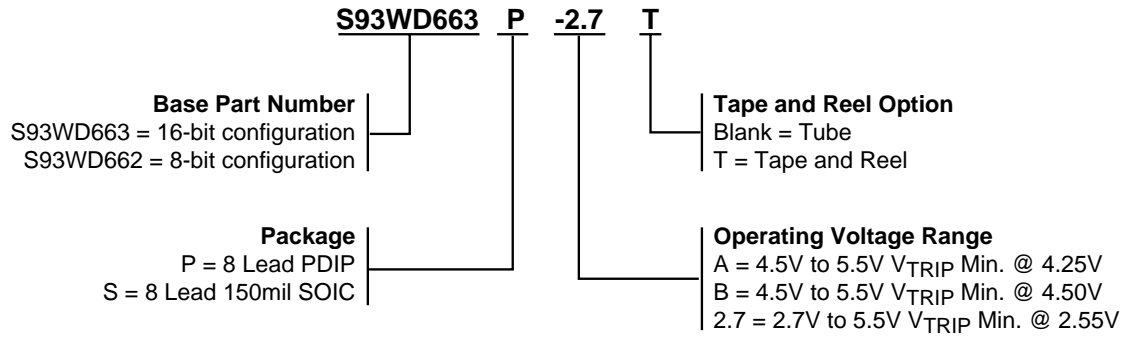 S93WD663 P -2.7 T
Base Part Number
S93WD663 = 16-bit configuration
S93WD662 = 8-bit configuration
Tape and Reel Option
Blank = Tube
T = Tape and Reel
Package
P = 8 Lead PDIP
S = 8 Lead 150mil SOIC
Operating Voltage Range
A = 4.5V to 5.5V VTRIP Min. @ 4.25V
B = 4.5V to 5.5V VTRIP Min. @ 4.50V
2.7 = 2.7V to 5.5V VTRIP Min. @ 2.55V